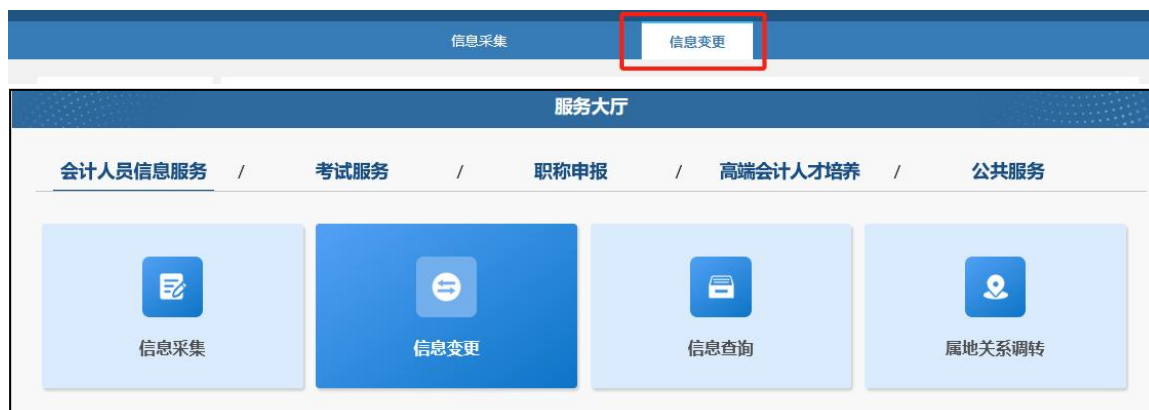 信息采集 信息变更
服务大厅
会计人员信息服务 / 考试服务 / 职称申报 / 高端会计人才培养 / 公共服务
信息采集 信息变更 信息查询 属地关系调转